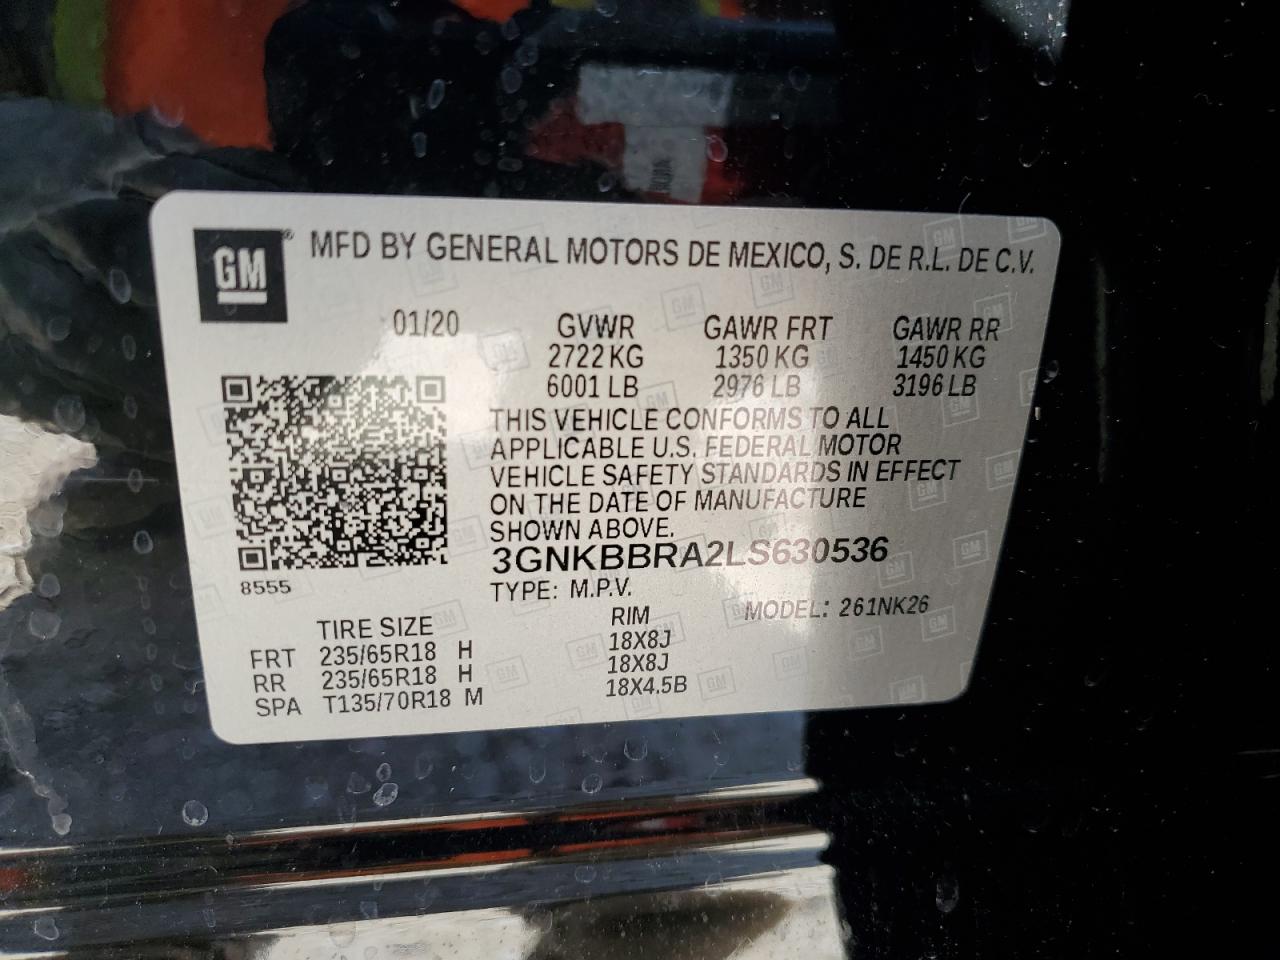 GM® MFD BY GENERAL MOTORS DE MEXICO, S. DE R.L. DE C.V.
01/20 GVWR GAWR FRT GAWR RR
2722 KG 1350 KG 1450 KG
6001 LB 2976 LB 3196 LB
THIS VEHICLE CONFORMS TO ALL
APPLICABLE U.S. FEDERAL MOTOR
VEHICLE SAFETY STANDARDS IN EFFECT
ON THE DATE OF MANUFACTURE
SHOWN ABOVE.
3GNKBBRA2LS630536
8555
TYPE: M.P.V. MODEL: 261NK26
TIRE SIZE RIM
FRT 235/65R18 H 18X8J
RR 235/65R18 H 18X8J
SPA T135/70R18 M 18X4.5B